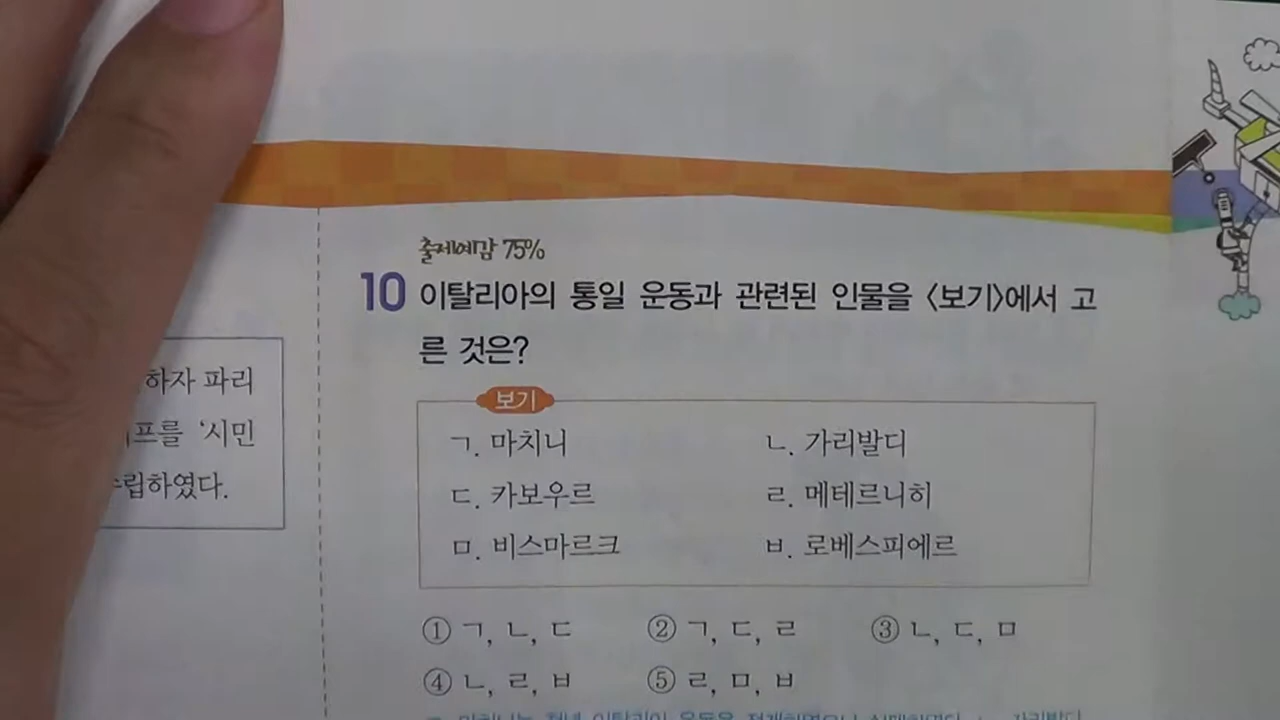 하자 파리
프를 '시민
립하였다.
출제예감 75%
10 이탈리아의 통일 운동과 관련된 인물을 <보기>에서 고
른 것은?
보기
ㄱ. 마치니 ㄴ. 가리발디
ㄷ. 카보우르 ㄹ. 메테르니히
ㅁ. 비스마르크 ㅂ. 로베스피에르
① ㄱ, ㄴ, ㄷ ② ㄱ, ㄷ, ㄹ ③ ㄴ, ㄷ, ㅁ
④ ㄴ, ㄹ, ㅂ ⑤ ㄹ, ㅁ, ㅂ